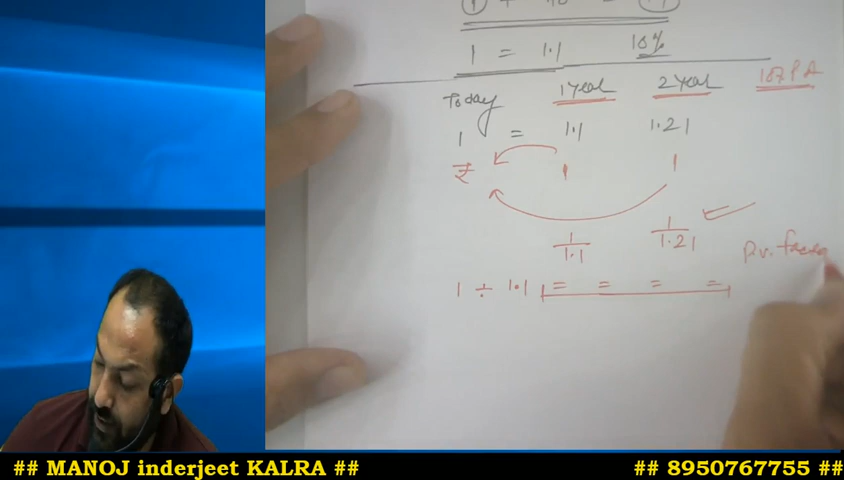 1 = 1.1 10%
Today 1 Year 2 Year 10% PA
1 = 1.1 1.21
₹ 1 1
1/1.1 1/1.21
P.v. factor
1 ÷ 1.1 = = = =
## MANOJ inderjeet KALRA ## ## 8950767755 ##